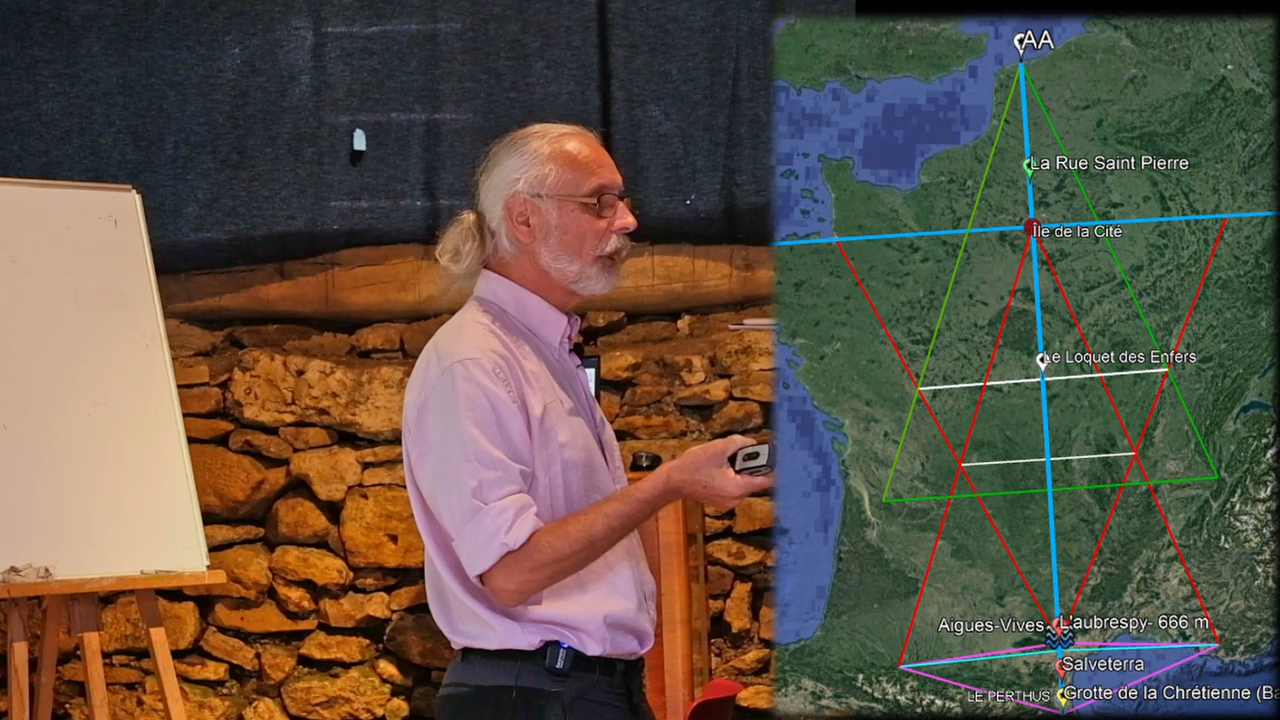 AA
La Rue Saint Pierre
Île de la Cité
Le Loquet des Enfers
Aigues-Vives
L'aubrespy- 666 m
Salveterra
LE PERTHUS
Grotte de la Chrétienne (B